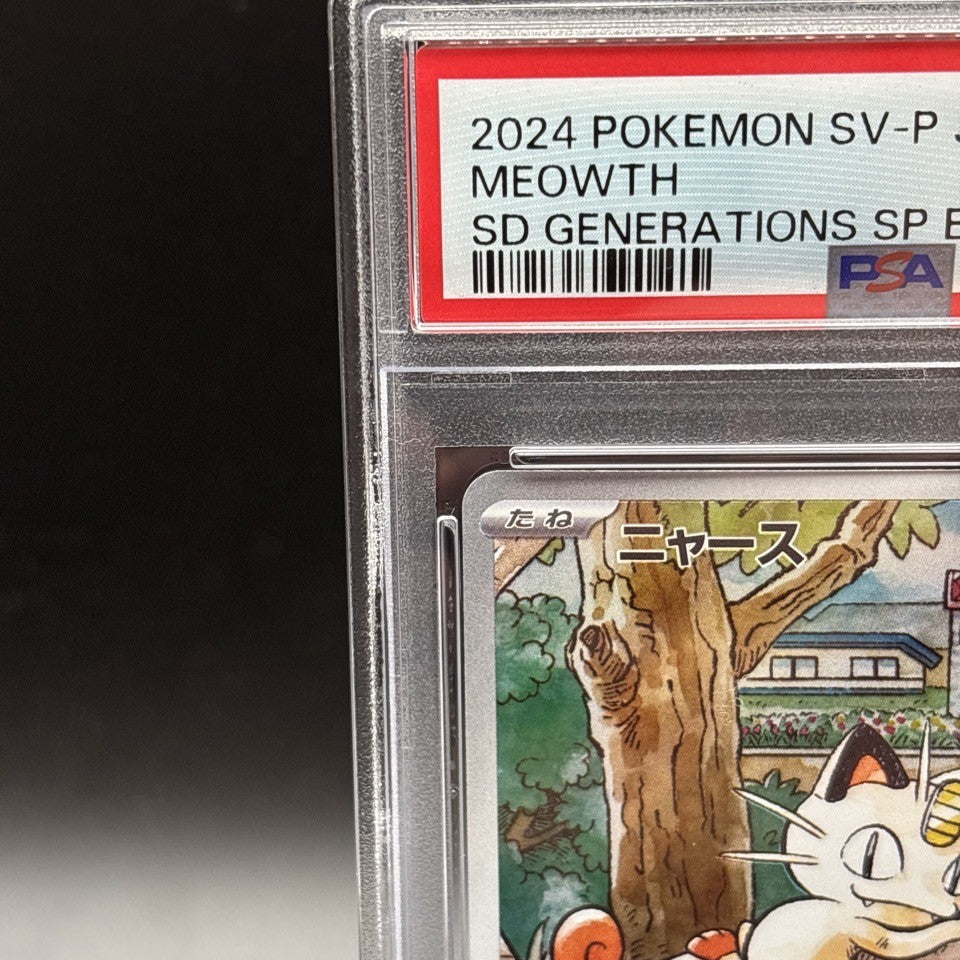 2024 POKEMON SV-P
MEOWTH
SD GENERATIONS SP
PSA
たね ニャース